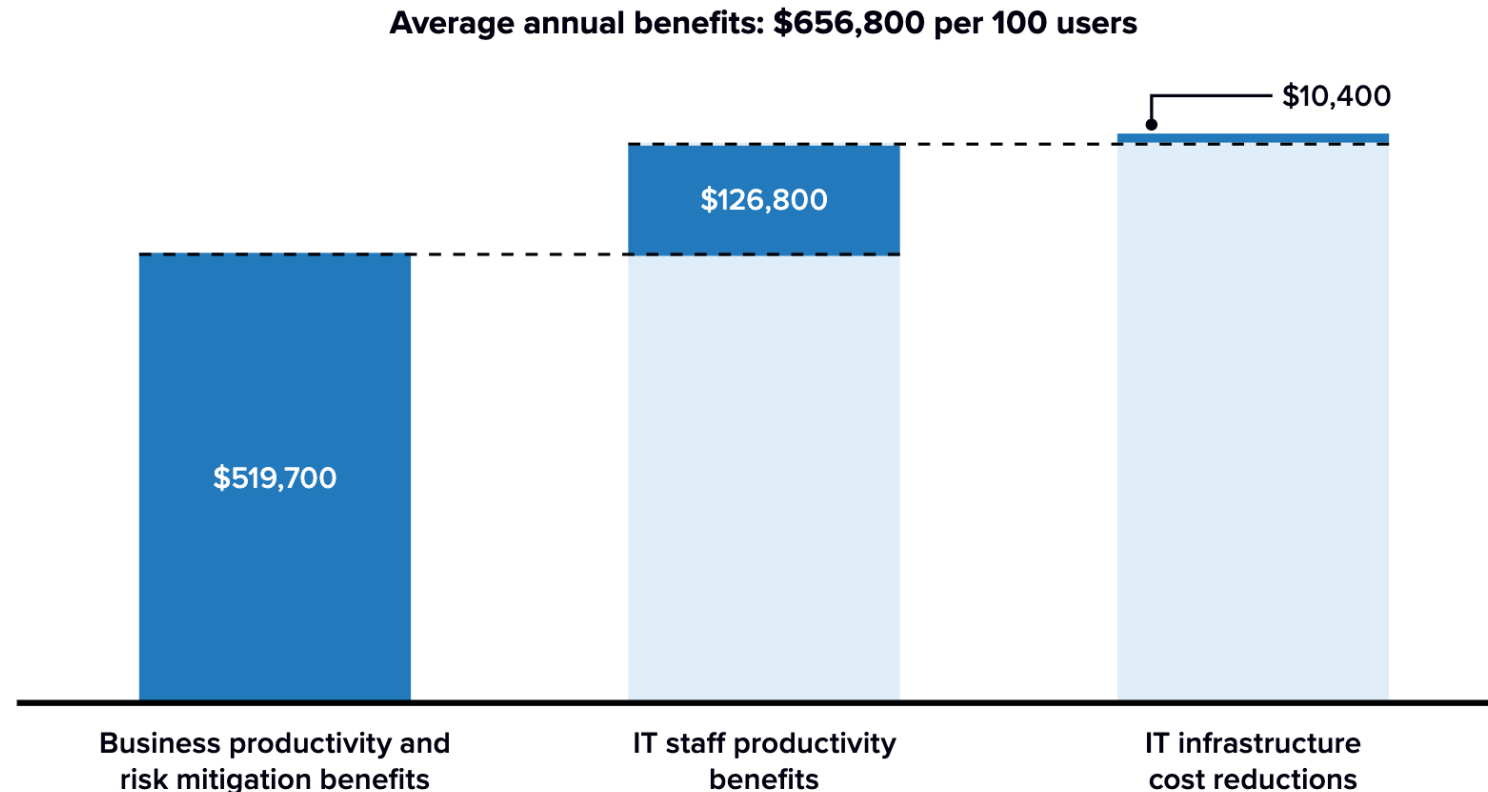 Average annual benefits: $656,800 per 100 users
$10,400
$126,800
$519,700
Business productivity and
risk mitigation benefits
IT staff productivity
benefits
IT infrastructure
cost reductions